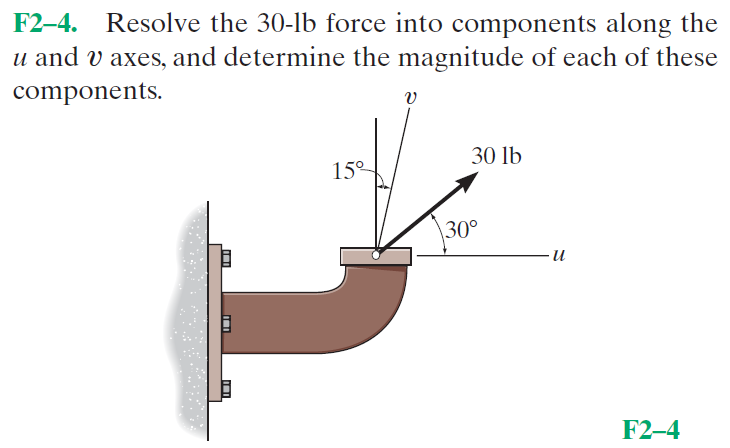 F2–4. Resolve the 30-lb force into components along the
u and v axes, and determine the magnitude of each of these
components.
v
15°
30 lb
30°
u
F2–4